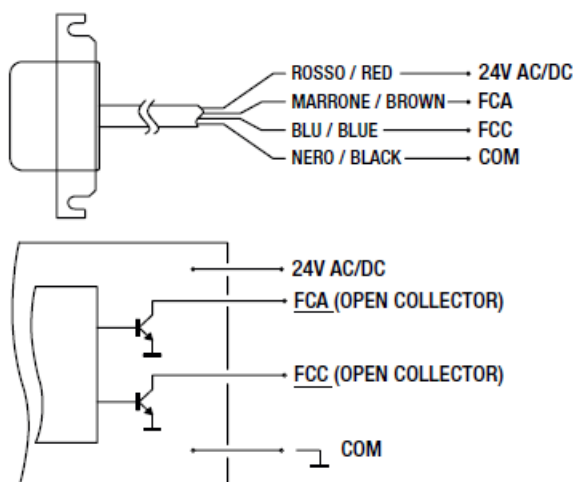 ROSSO / RED 24V AC/DC
MARRONE / BROWN FCA
BLU / BLUE FCC
NERO / BLACK COM
24V AC/DC
FCA (OPEN COLLECTOR)
FCC (OPEN COLLECTOR)
COM